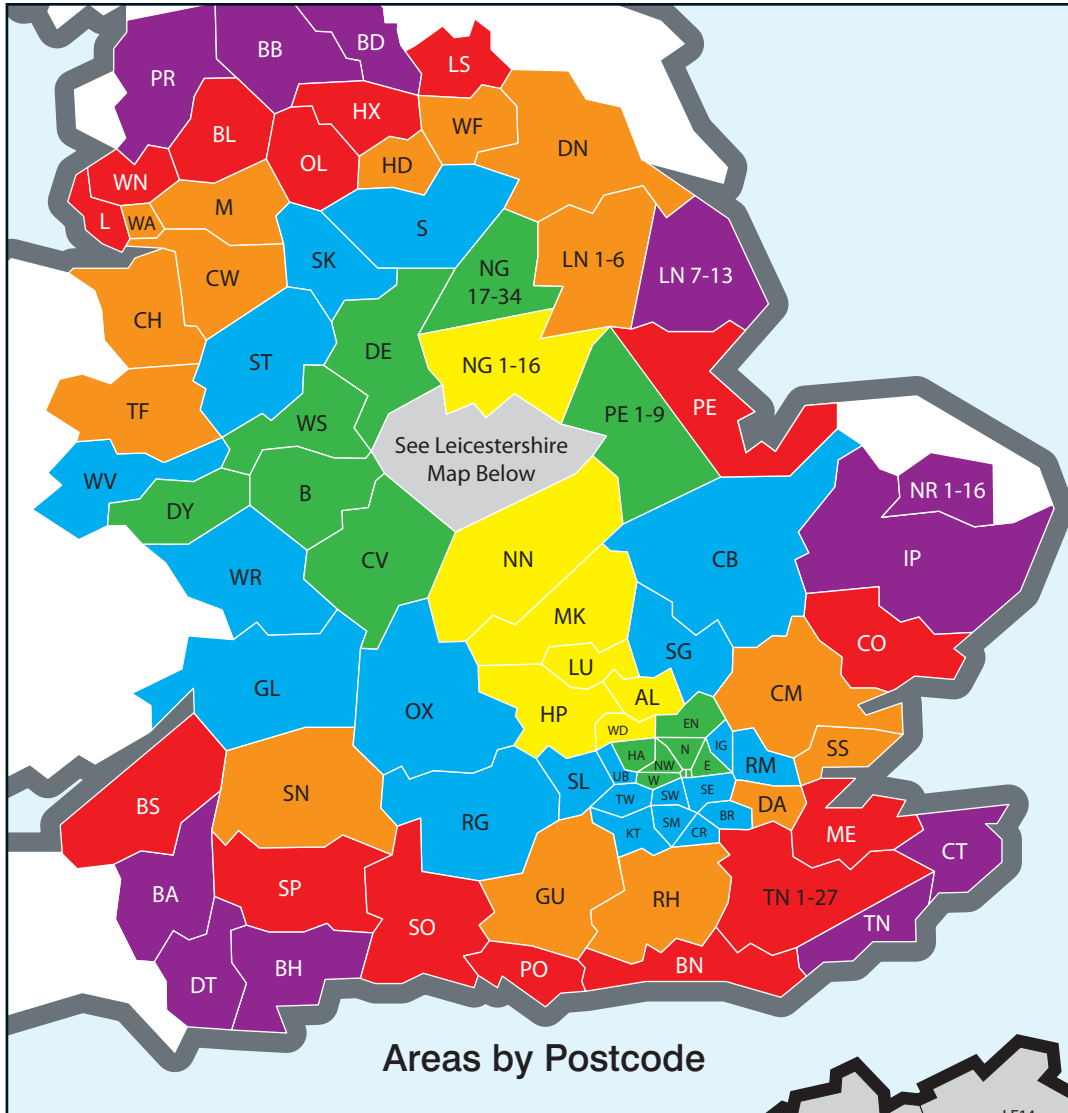 BD
BB
LS
PR
HX
BL
WF
OL
DN
HD
WN
M
L
WA
S
SK
NG
17-34
LN 1-6
LN 7-13
CW
CH
DE
ST
NG 1-16
TF
PE
PE 1-9
WS
See Leicestershire
Map Below
WV
B
NR 1-16
DY
IP
CV
NN
CB
WR
MK
CO
SG
LU
GL
AL
CM
OX
HP
EN
WD
SS
HA
N
IG
NW
E
RM
UB
W
SL
SN
TW
SW
SE
DA
BS
RG
KT
SM
CR
BR
ME
CT
BA
SP
GU
RH
TN 1-27
SO
TN
DT
BH
PO
BN
Areas by Postcode